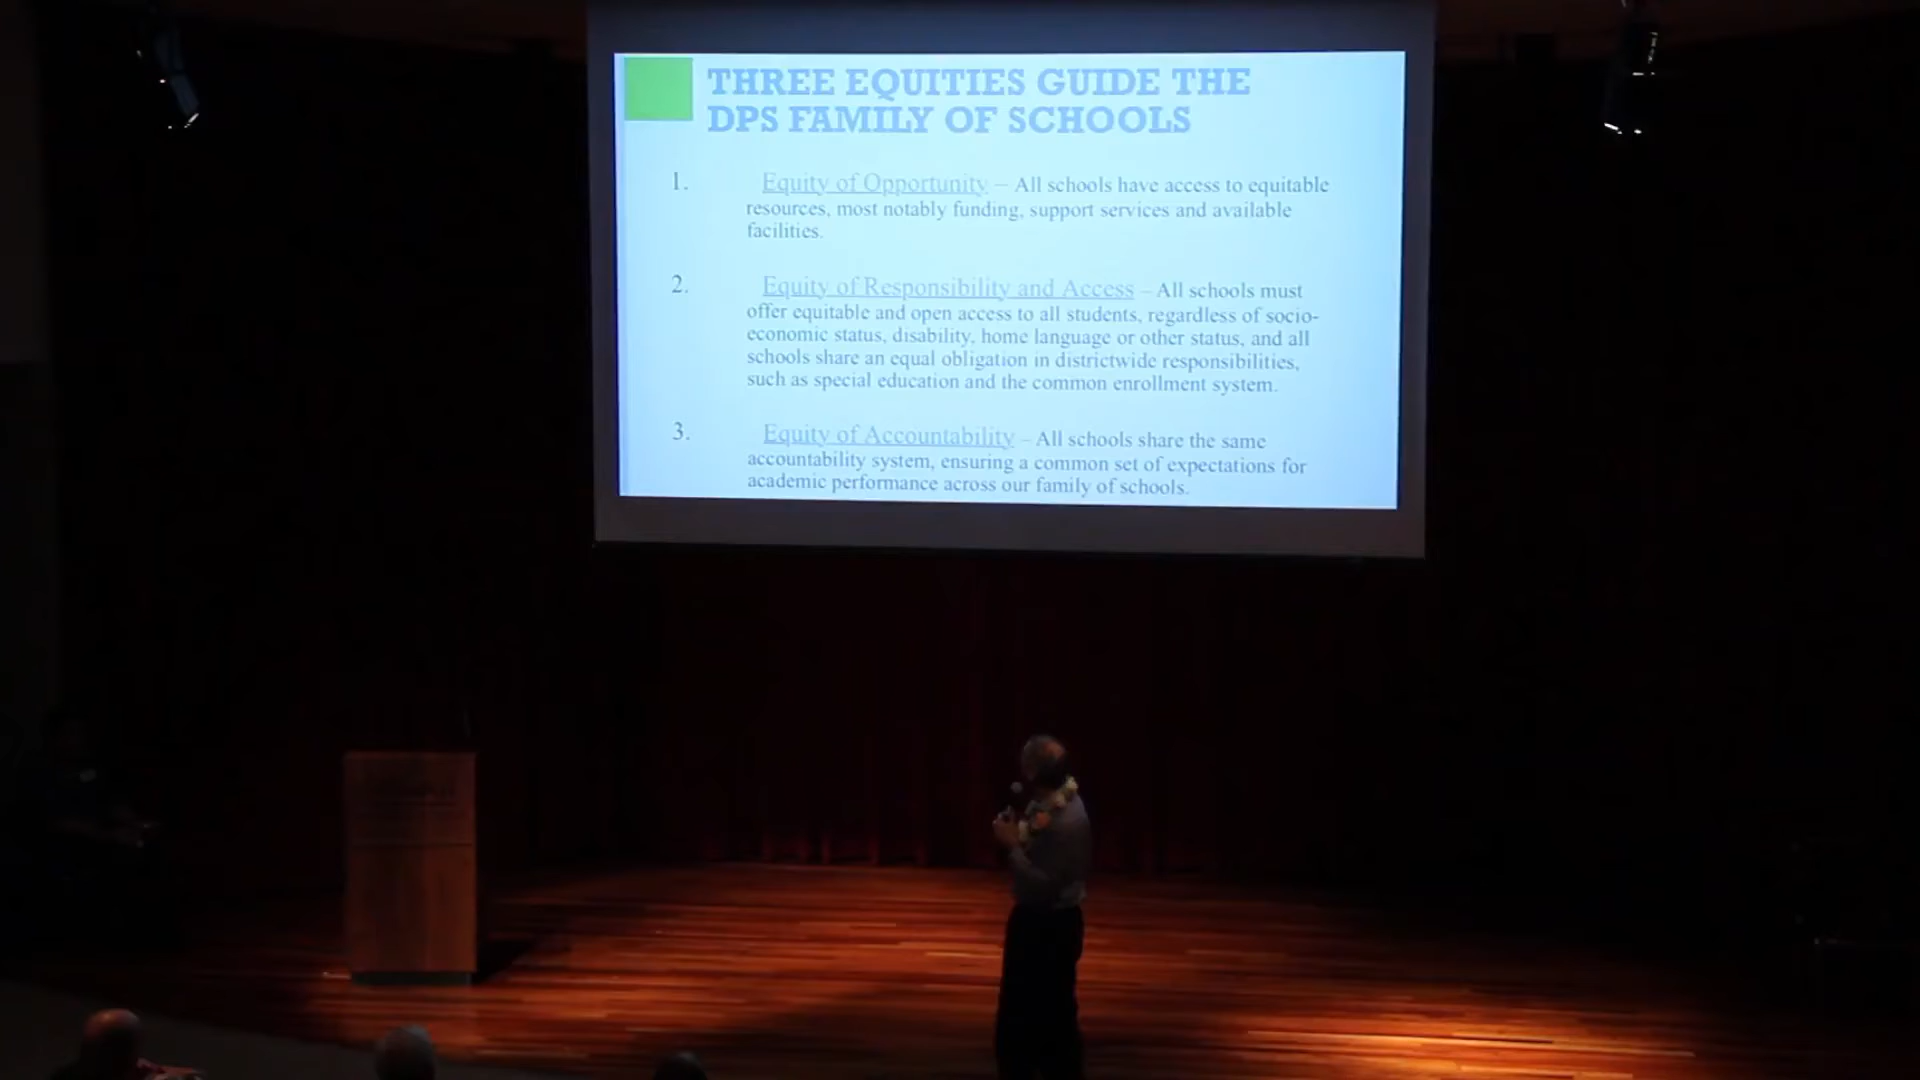 THREE EQUITIES GUIDE THE
DPS FAMILY OF SCHOOLS
1. Equity of Opportunity – All schools have access to equitable
resources, most notably funding, support services and available
facilities.
2. Equity of Responsibility and Access – All schools must
offer equitable and open access to all students, regardless of socio-
economic status, disability, home language or other status, and all
schools share an equal obligation in districtwide responsibilities,
such as special education and the common enrollment system.
3. Equity of Accountability – All schools share the same
accountability system, ensuring a common set of expectations for
academic performance across our family of schools.